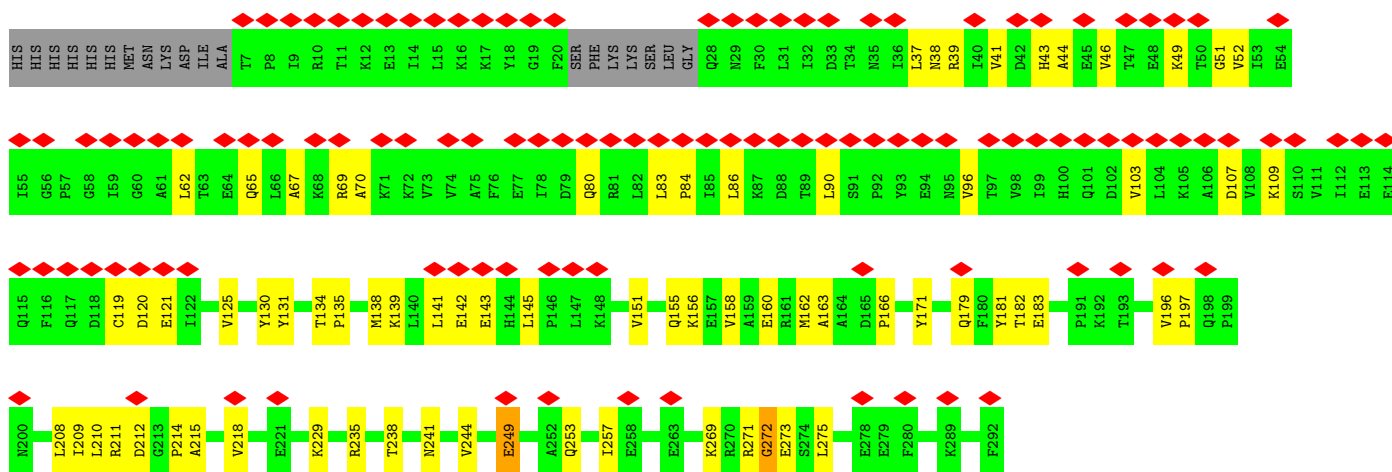 HIS HIS HIS HIS HIS HIS MET ASN LYS ASP ILE ALA T7 P8 I9 R10 T11 K12 E13 I14 L15 K16 K17 Y18 G19 F20 SER PHE LYS LYS SER LEU GLY Q28 N29 F30 L31 I32 D33 T34 N35 I36 L37 N38 R39 I40 V41 D42 H43 A44 E45 V46 T47 E48 K49 T50 G51 V52 I53 E54
I55 G56 P57 G58 I59 G60 A61 L62 T63 E64 Q65 L66 A67 K68 R69 A70 K71 K72 V73 V74 A75 F76 E77 I78 D79 Q80 R81 L82 L83 P84 I85 L86 K87 D88 T89 L90 S91 P92 Y93 E94 N95 V96 T97 V98 I99 H100 Q101 D102 V103 L104 K105 A106 D107 V108 K109 S110 V111 I112 E113 E114
Q115 F116 Q117 D118 C119 D120 E121 I122 V125 Y130 Y131 T134 P135 M138 K139 L140 L141 E142 E143 H144 L145 P146 L147 K148 V151 Q155 K156 E157 V158 A159 E160 R161 M162 A163 A164 D165 P166 Y171 Q179 F180 Y181 T182 E183 P191 K192 T193 V196 P197 Q198 P199
N200 L208 I209 L210 R211 D212 G213 P214 A215 V218 E221 K229 R235 T238 N241 V244 E249 A252 Q253 I257 E258 E263 K269 R270 R271 G272 E273 S274 L275 E278 E279 F280 K289 F292